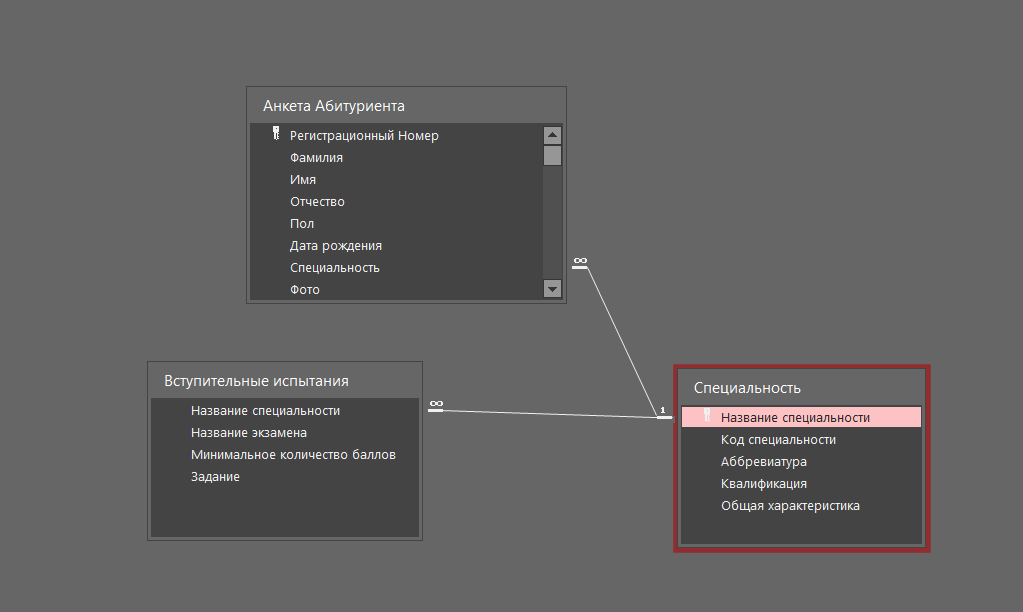 Анкета Абитуриента
Регистрационный Номер
Фамилия
Имя
Отчество
Пол
Дата рождения
Специальность
Фото
∞
Вступительные испытания
Название специальности
Название экзамена
Минимальное количество баллов
Задание
∞
1
Специальность
Название специальности
Код специальности
Аббревиатура
Квалификация
Общая характеристика